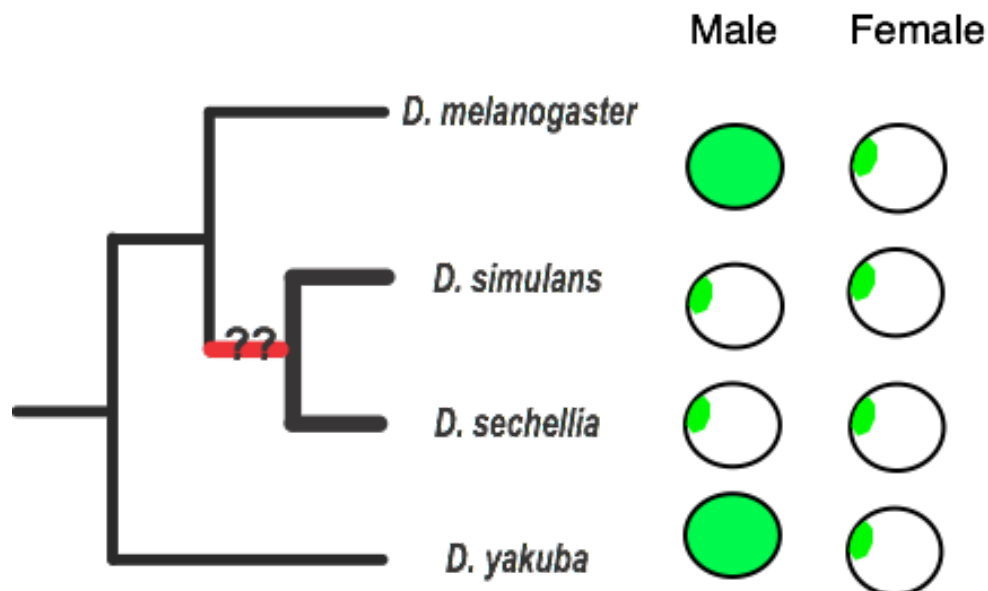 Male Female
D. melanogaster
D. simulans
??
D. sechellia
D. yakuba